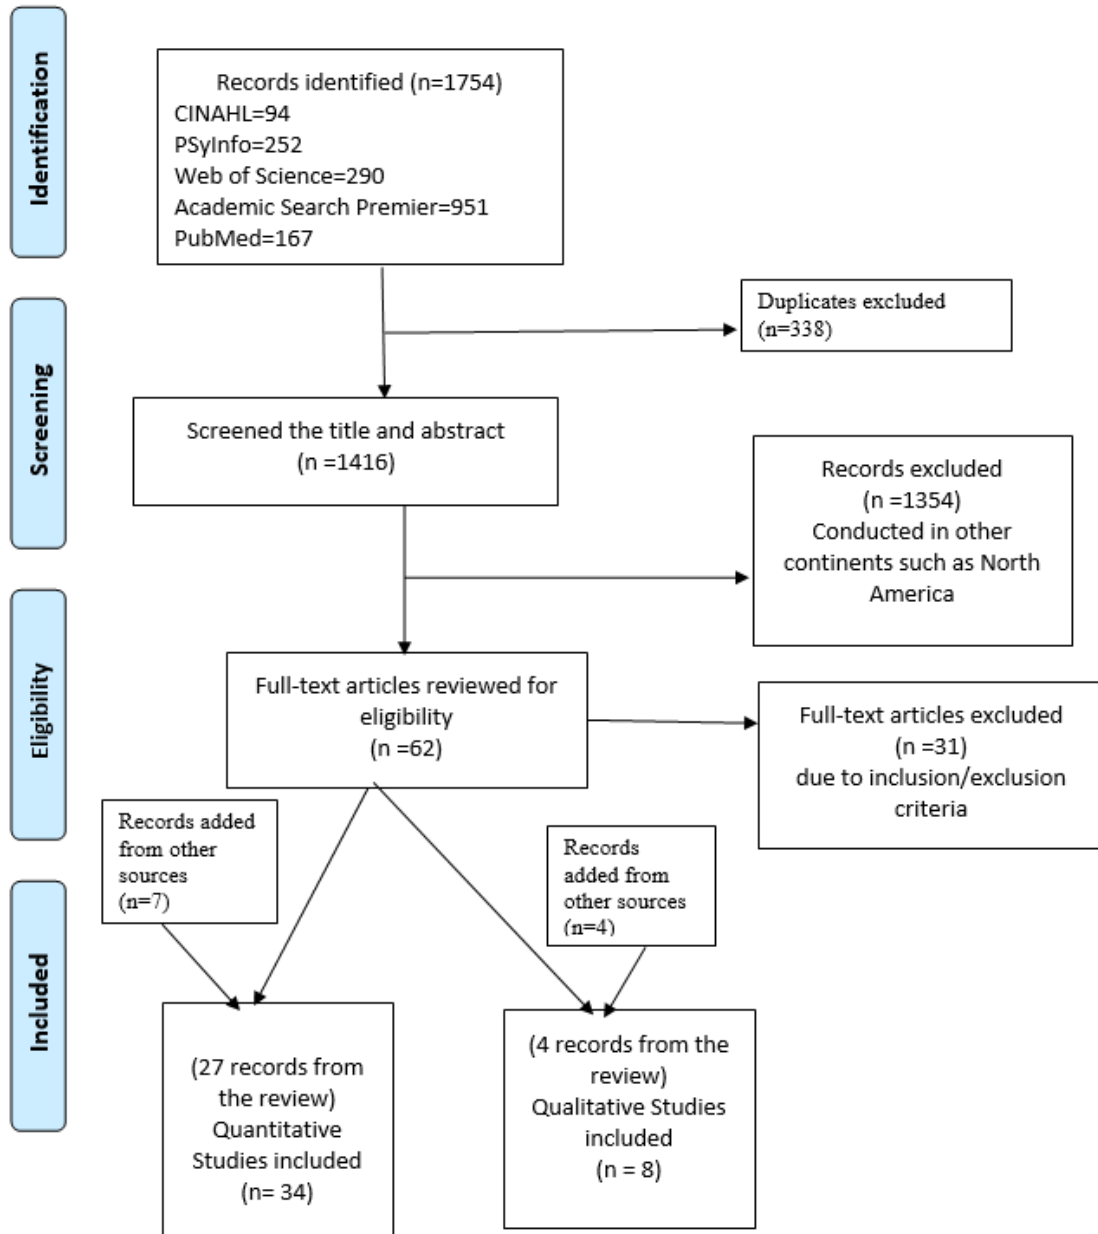 Identification
Records identified (n=1754)
CINAHL=94
PSyInfo=252
Web of Science=290
Academic Search Premier=951
PubMed=167
Duplicates excluded
(n=338)
Screening
Screened the title and abstract
(n =1416)
Records excluded
(n =1354)
Conducted in other
continents such as North
America
Eligibility
Full-text articles reviewed for
eligibility
(n =62)
Full-text articles excluded
(n =31)
due to inclusion/exclusion
criteria
Records added
from other
sources
(n=7)
Records
added from
other sources
(n=4)
Included
(27 records from
the review)
Quantitative
Studies included
(n= 34)
(4 records from the
review)
Qualitative Studies
included
(n = 8)